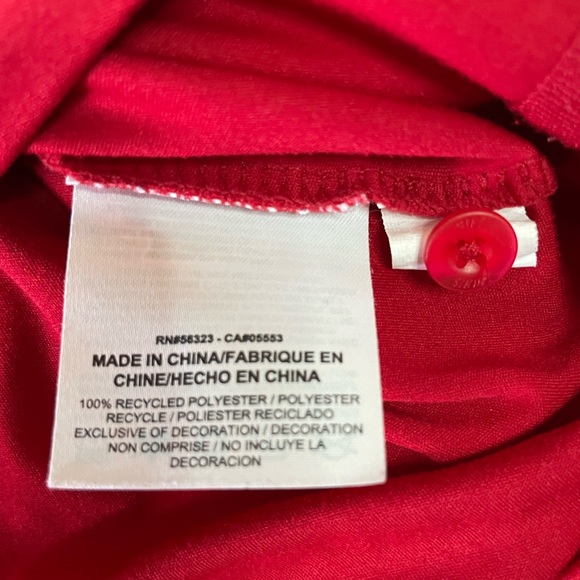 RN#56323 - CA#05553
MADE IN CHINA/FABRIQUE EN
CHINE/HECHO EN CHINA
100% RECYCLED POLYESTER / POLYESTER
RECYCLE / POLIESTER RECICLADO
EXCLUSIVE OF DECORATION / DECORATION
NON COMPRISE / NO INCLUYE LA
DECORACION